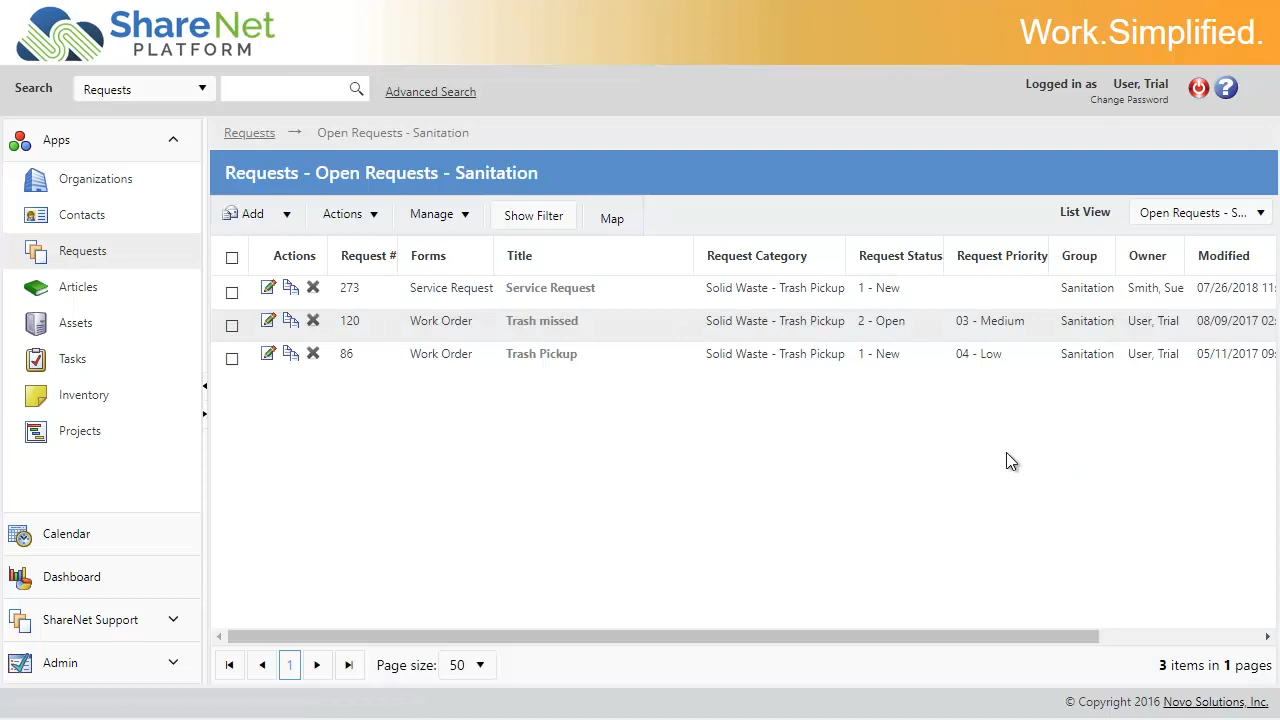 ShareNet
PLATFORM
Work.Simplified.
Search
Requests
Advanced Search
Logged in as User, Trial
Change Password
?
Apps
Organizations
Contacts
Requests
Articles
Assets
Tasks
Inventory
Projects
Calendar
Dashboard
ShareNet Support
Admin
Requests → Open Requests - Sanitation
Requests - Open Requests - Sanitation
Add Actions Manage Show Filter Map
List View Open Requests - S...
Actions Request # Forms Title Request Category Request Status Request Priority Group Owner Modified
273 Service Request Service Request Solid Waste - Trash Pickup 1 - New Sanitation Smith, Sue 07/26/2018 11:
120 Work Order Trash missed Solid Waste - Trash Pickup 2 - Open 03 - Medium Sanitation User, Trial 08/09/2017 02:
86 Work Order Trash Pickup Solid Waste - Trash Pickup 1 - New 04 - Low Sanitation User, Trial 05/11/2017 09:
1 Page size: 50
3 items in 1 pages
© Copyright 2016 Novo Solutions, Inc.